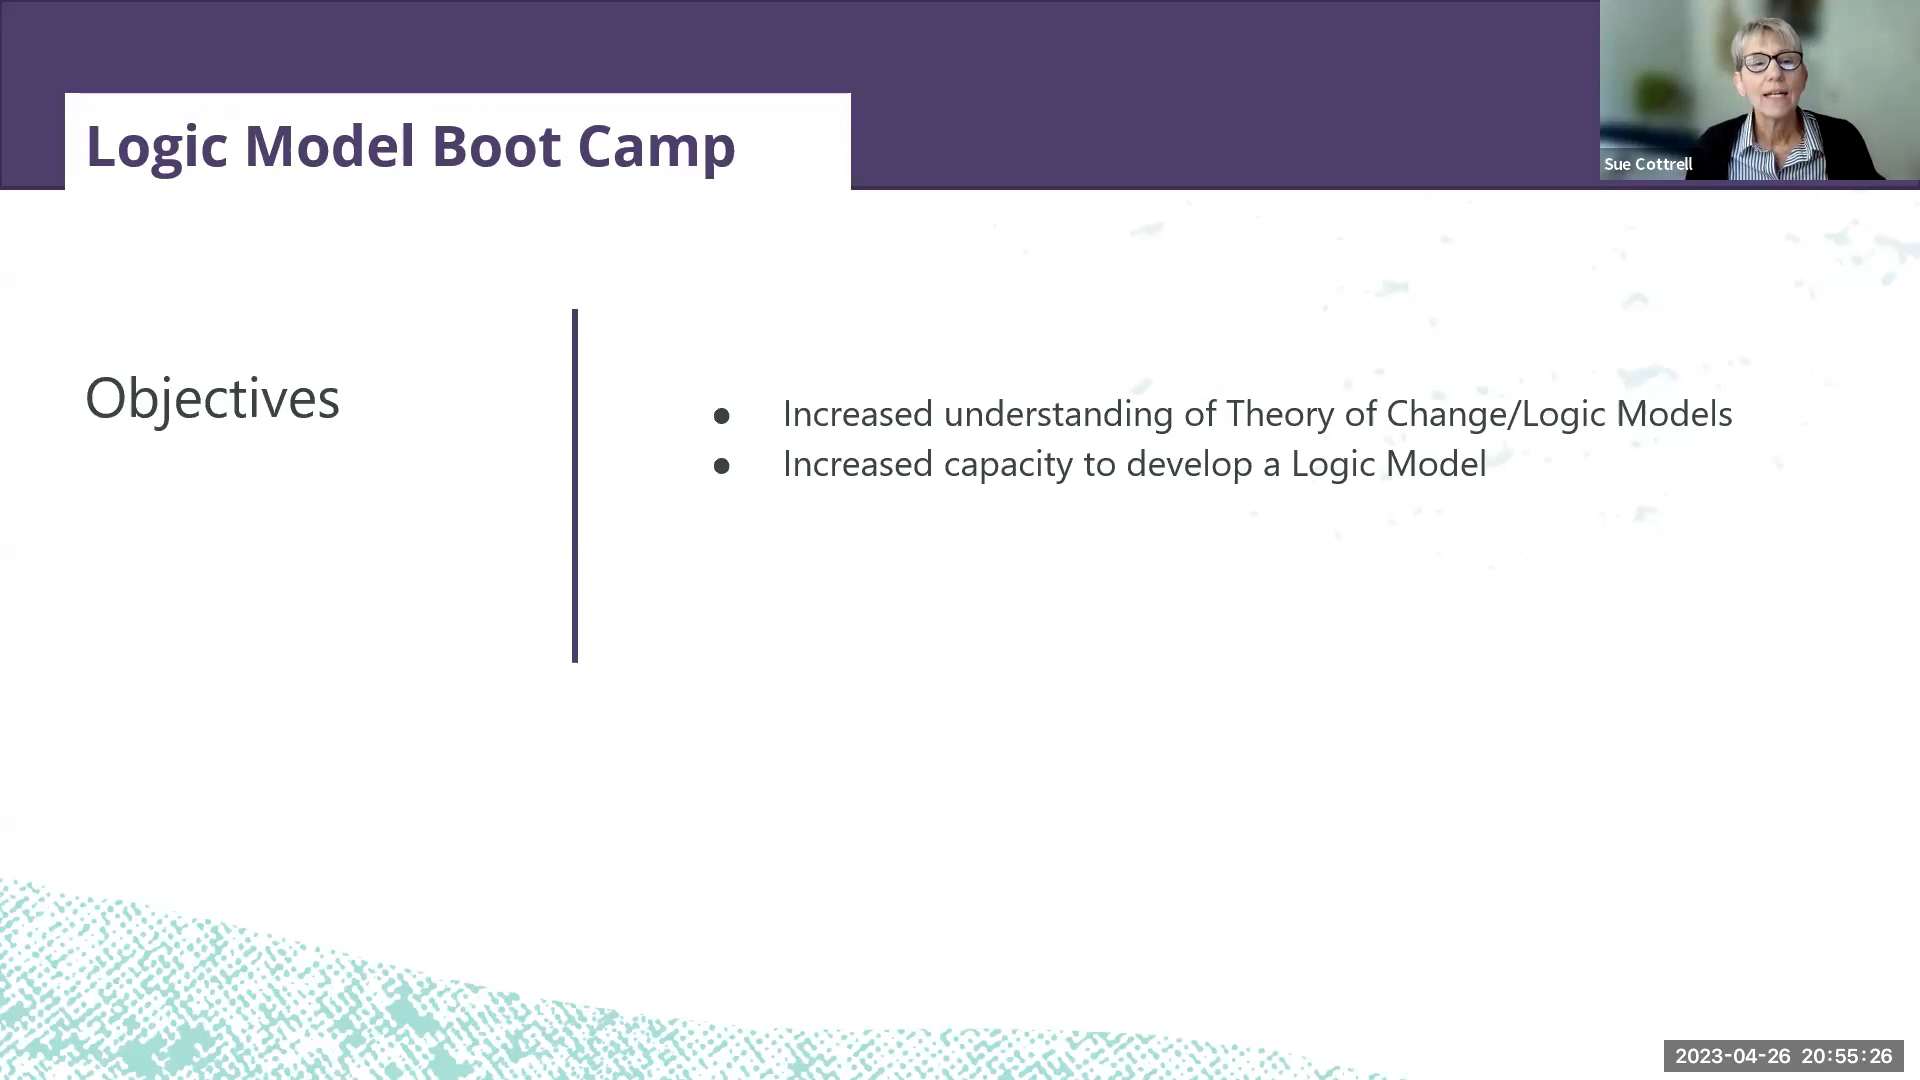 Logic Model Boot Camp
Sue Cottrell
Objectives
● Increased understanding of Theory of Change/Logic Models
● Increased capacity to develop a Logic Model
2023-04-26 20:55:26